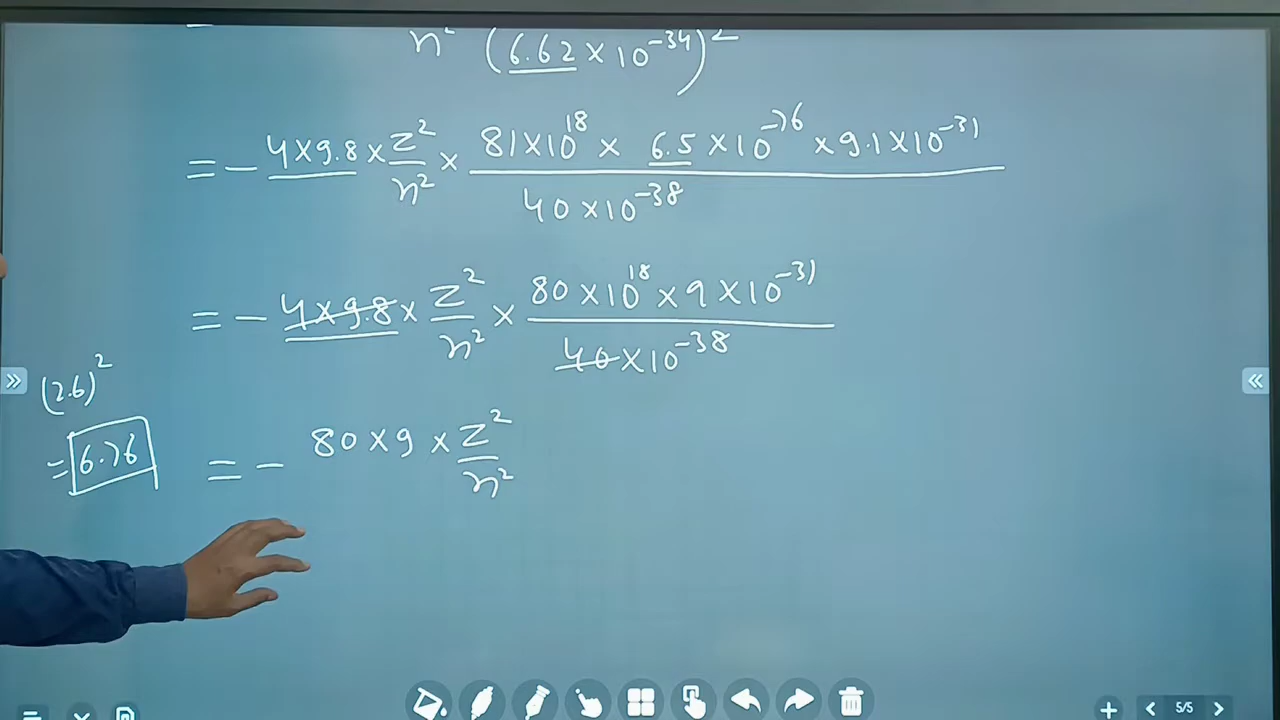 n² (6.62×10⁻³⁴)²
= - 4×9.8 × z²/n² × 81×10¹⁸ × 6.5×10⁻⁷⁶ ×9.1×10⁻³¹ / 40×10⁻³⁸
= - 4×9.8 × z²/n² × 80×10¹⁸×9×10⁻³¹ / 40×10⁻³⁸
(2.6)²
= 6.76
= - 80×9 × z²/n²
5/5